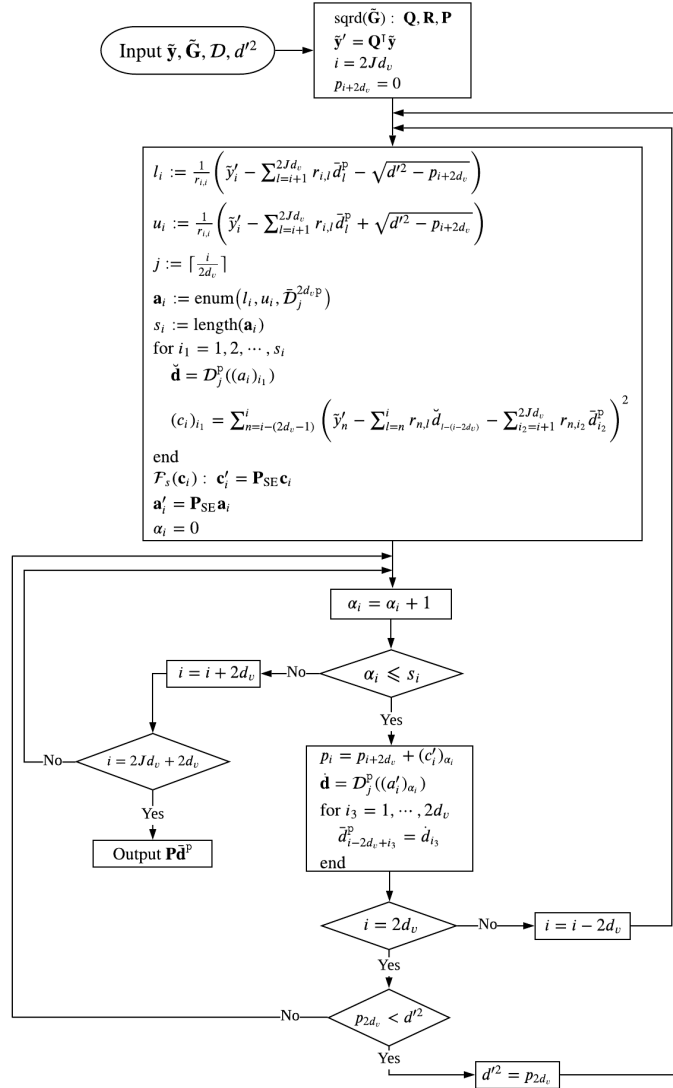 Input ỹ, G̃, 𝒟, d′²
sqrd(G̃) : Q, R, P
ỹ′ = Qᵀỹ
i = 2Jd_v
p_{i+2d_v} = 0
l_i := 1/r_{i,i} ( ỹ′_i − ∑_{l=i+1}^{2Jd_v} r_{i,l} d̄_l^p − √(d′² − p_{i+2d_v}) )
u_i := 1/r_{i,i} ( ỹ′_i − ∑_{l=i+1}^{2Jd_v} r_{i,l} d̄_l^p + √(d′² − p_{i+2d_v}) )
j := ⌈ i/2d_v ⌉
a_i := enum(l_i, u_i, 𝒟̄_j^{2d_v p})
s_i := length(a_i)
for i_1 = 1, 2, ⋯, s_i
d̆ = 𝒟_j^p((a_i)_{i_1})
(c_i)_{i_1} = ∑_{n=i−(2d_v−1)}^{i} ( ỹ′_n − ∑_{l=n}^{i} r_{n,l} d̆_{l−(i−2d_v)} − ∑_{i_2=i+1}^{2Jd_v} r_{n,i_2} d̄_{i_2}^p )²
end
ℱ_s(c_i) : c′_i = P_SE c_i
a′_i = P_SE a_i
α_i = 0
α_i = α_i + 1
i = i + 2d_v
No
α_i ⩽ s_i
Yes
No
i = 2Jd_v + 2d_v
Yes
Output Pd̄^p
p_i = p_{i+2d_v} + (c′_i)_{α_i}
ḋ = 𝒟_j^p((a′_i)_{α_i})
for i_3 = 1, ⋯, 2d_v
d̄^p_{i−2d_v+i_3} = ḋ_{i_3}
end
i = 2d_v
No
i = i − 2d_v
Yes
No
p_{2d_v} < d′²
Yes
d′² = p_{2d_v}